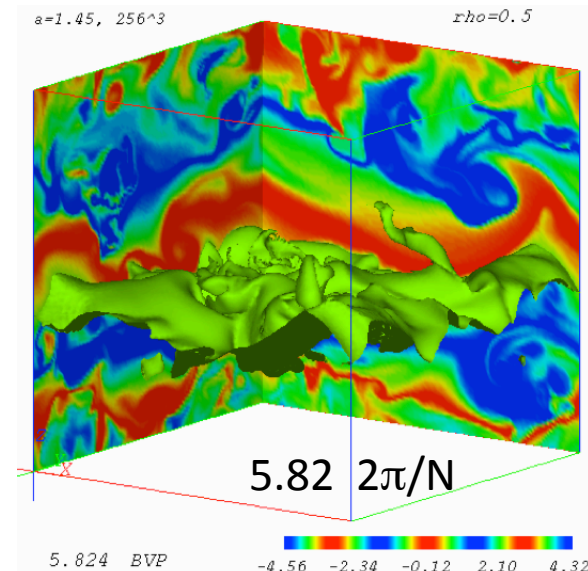 a=1.45, 256^3 rho=0.5
Z
X
5.82 2π/N
5.824 BVP
-4.56 -2.34 -0.12 2.10 4.32